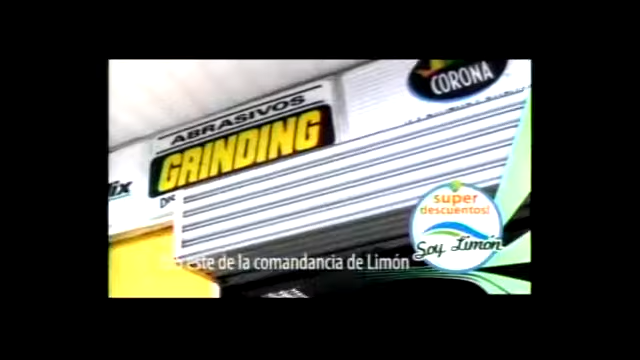 CORONA
ABRASIVOS
GRINDING
super
descuentos!
Soy Limón
este de la comandancia de Limón